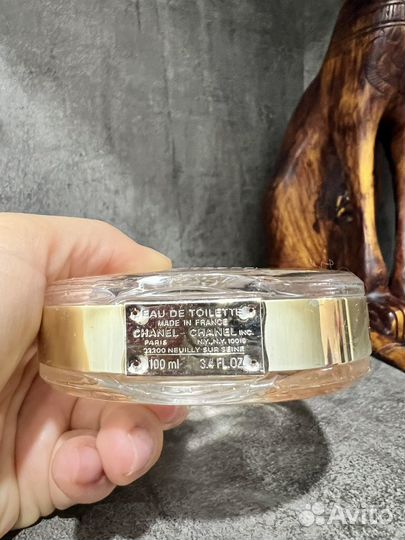 EAU DE TOILETTE
MADE IN FRANCE
CHANEL - CHANEL INC.
PARIS N.Y., N.Y. 10019
92200 NEUILLY SUR SEINE
100 ml 3.4 FL.OZ
Avito